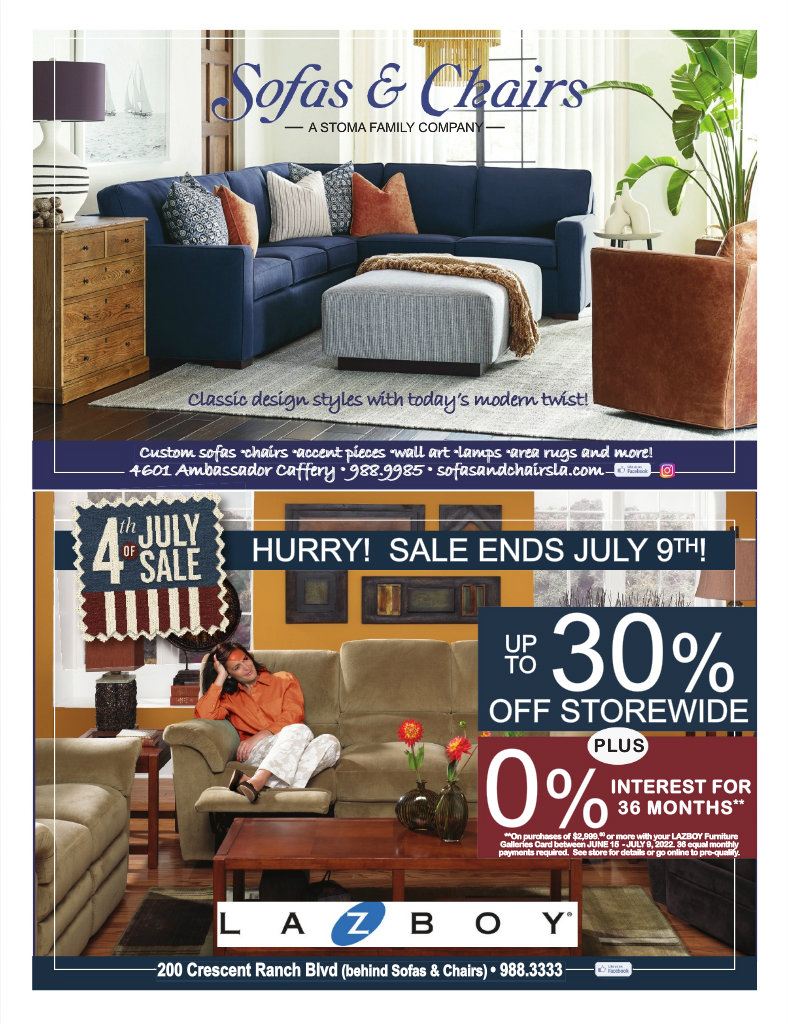 Sofas & Chairs
A STOMA FAMILY COMPANY
Classic design styles with today's modern twist!
Custom sofas •chairs •accent pieces •wall art •lamps •area rugs and more!
4601 Ambassador Caffery • 988.9985 • sofasandchairsla.com
Facebook
4th OF JULY SALE
HURRY! SALE ENDS JULY 9TH!
UP TO 30%
OFF STOREWIDE
PLUS
0% INTEREST FOR
36 MONTHS**
**On purchases of $2,999.00 or more with your LAZBOY Furniture
Galleries Card between JUNE 15 - JULY 9, 2022. 36 equal monthly
payments required. See store for details or go online to pre-qualify.
LAZBOY®
200 Crescent Ranch Blvd (behind Sofas & Chairs) • 988.3333
Facebook